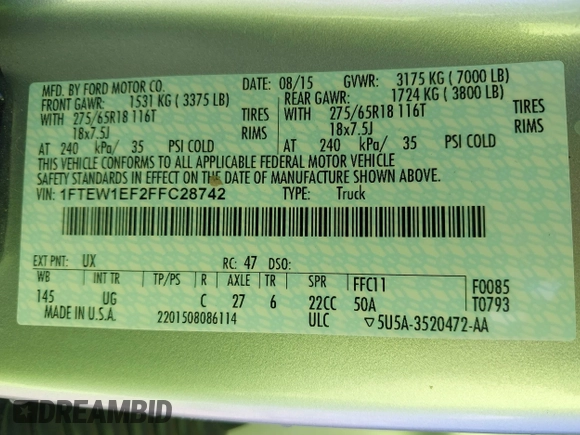 MFD. BY FORD MOTOR CO. DATE: 08/15 GVWR: 3175 KG ( 7000 LB)
FRONT GAWR: 1531 KG ( 3375 LB) REAR GAWR: 1724 KG ( 3800 LB)
WITH 275/65R18 116T TIRES WITH 275/65R18 116T TIRES
18x7.5J RIMS 18x7.5J RIMS
AT 240 kPa/ 35 PSI COLD AT 240 kPa/ 35 PSI COLD
THIS VEHICLE CONFORMS TO ALL APPLICABLE FEDERAL MOTOR VEHICLE
SAFETY STANDARDS IN EFFECT ON THE DATE OF MANUFACTURE SHOWN ABOVE.
VIN: 1FTEW1EF2FFC28742 TYPE: Truck
EXT PNT: UX RC: 47 DSO:
WB INT TR TP/PS R AXLE TR SPR FFC11 F0085
145 UG C 27 6 22CC 50A T0793
MADE IN U.S.A. 2201508086114 ULC ▽5U5A-3520472-AA
DREAMBID